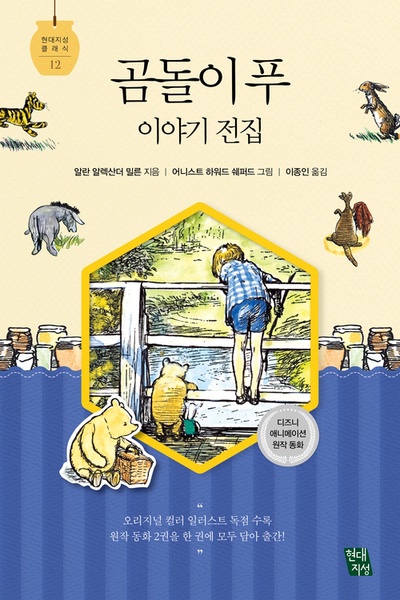 현대지성
클래식
12
곰돌이 푸
이야기 전집
알란 알렉산더 밀른 지음 | 어니스트 하워드 쉐퍼드 그림 | 이종인 옮김
디즈니
애니메이션
원작 동화
“
오리지널 컬러 일러스트 독점 수록
원작 동화 2권을 한 권에 모두 담아 출간!
”
현대
지성